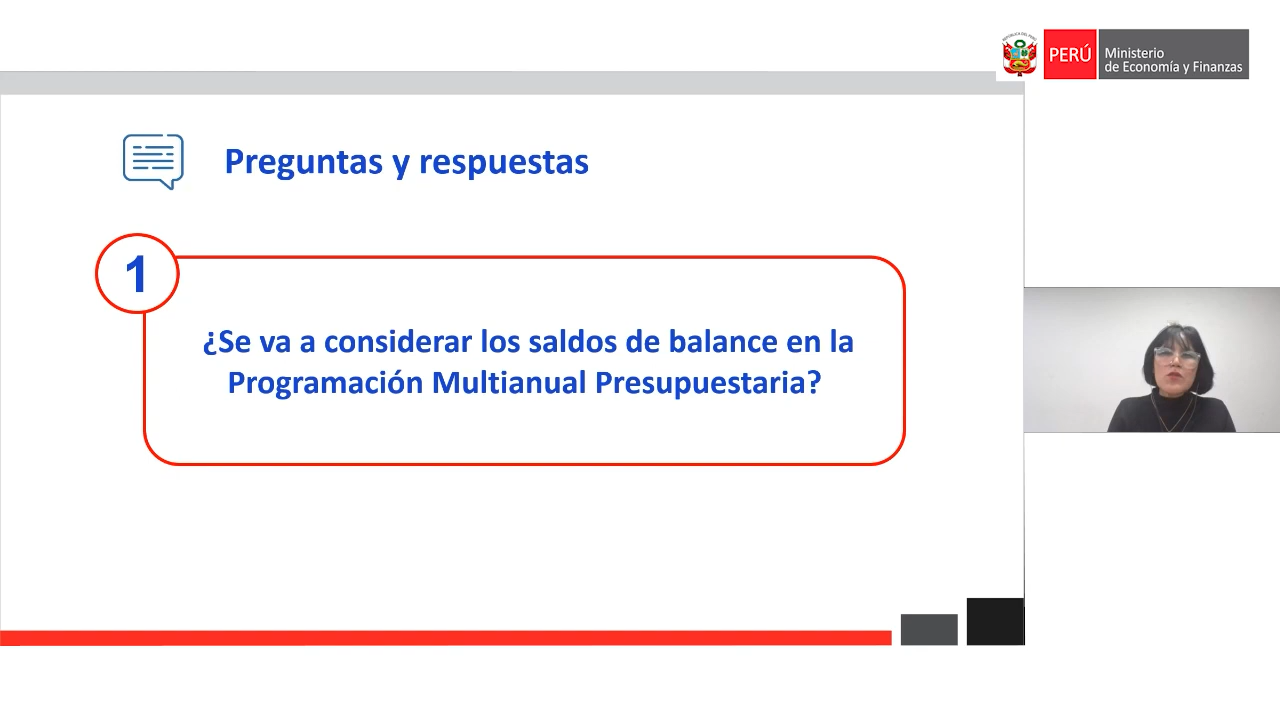 PERÚ
Ministerio
de Economía y Finanzas
Preguntas y respuestas
1
¿Se va a considerar los saldos de balance en la
Programación Multianual Presupuestaria?